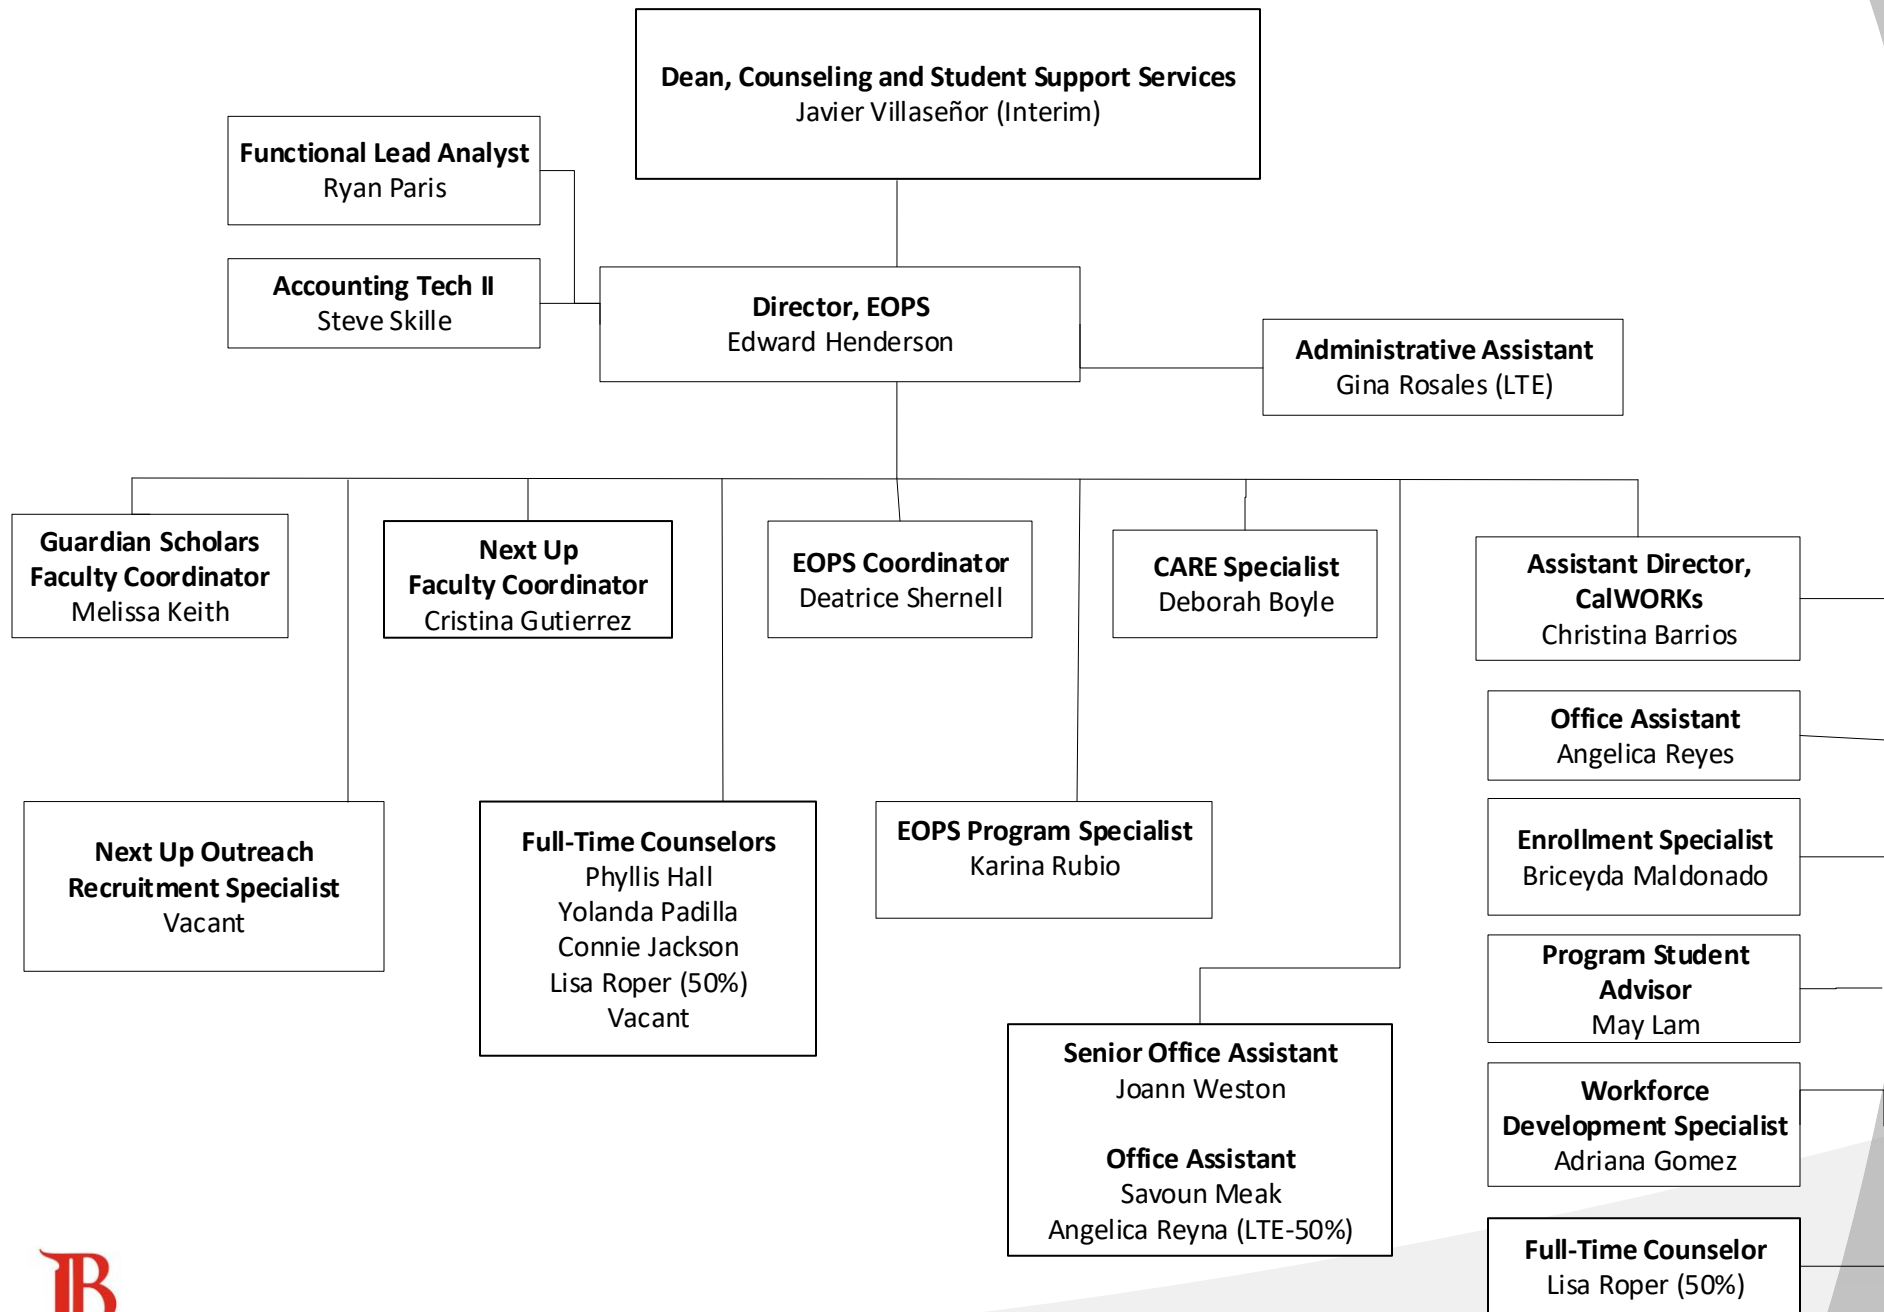 Dean, Counseling and Student Support Services
Javier Villaseñor (Interim)
Functional Lead Analyst
Ryan Paris
Accounting Tech II
Steve Skille
Director, EOPS
Edward Henderson
Administrative Assistant
Gina Rosales (LTE)
Guardian Scholars
Faculty Coordinator
Melissa Keith
Next Up
Faculty Coordinator
Cristina Gutierrez
EOPS Coordinator
Deatrice Shernell
CARE Specialist
Deborah Boyle
Assistant Director,
CalWORKs
Christina Barrios
Office Assistant
Angelica Reyes
Next Up Outreach
Recruitment Specialist
Vacant
Full-Time Counselors
Phyllis Hall
Yolanda Padilla
Connie Jackson
Lisa Roper (50%)
Vacant
EOPS Program Specialist
Karina Rubio
Enrollment Specialist
Briceyda Maldonado
Program Student
Advisor
May Lam
Senior Office Assistant
Joann Weston
Office Assistant
Savoun Meak
Angelica Reyna (LTE-50%)
Workforce
Development Specialist
Adriana Gomez
Full-Time Counselor
Lisa Roper (50%)
B